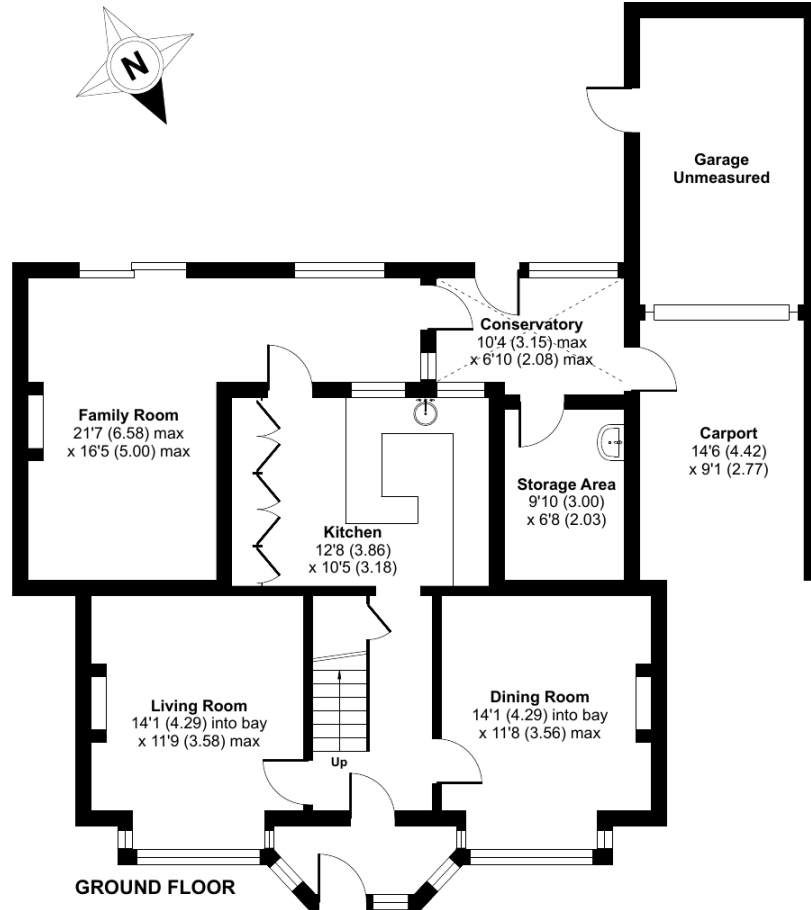 N
Garage
Unmeasured
Conservatory
10'4 (3.15) max
x 6'10 (2.08) max
Family Room
21'7 (6.58) max
x 16'5 (5.00) max
Carport
14'6 (4.42)
x 9'1 (2.77)
Storage Area
9'10 (3.00)
x 6'8 (2.03)
Kitchen
12'8 (3.86)
x 10'5 (3.18)
Living Room
14'1 (4.29) into bay
x 11'9 (3.58) max
Dining Room
14'1 (4.29) into bay
x 11'8 (3.56) max
Up
GROUND FLOOR